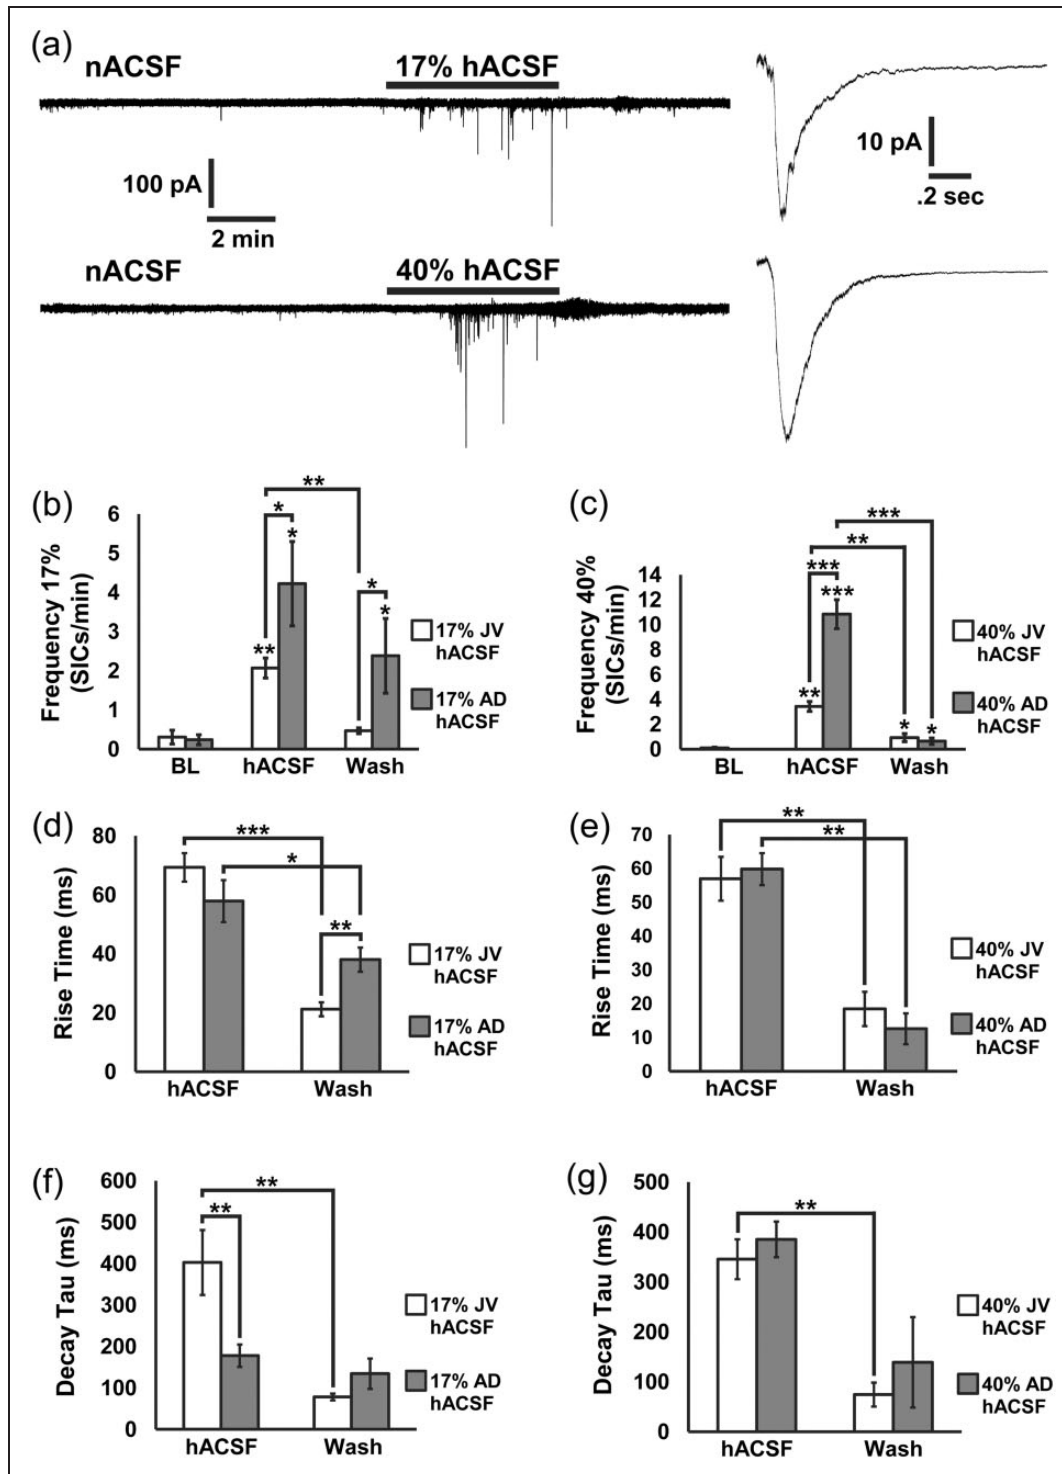 (a)
nACSF
17% hACSF
100 pA
2 min
10 pA
.2 sec
nACSF
40% hACSF
(b)
Frequency 17%
(SICs/min)
6
5
4
3
2
1
0
**
*
*
**
*
*
BL
hACSF
Wash
17% JV
hACSF
17% AD
hACSF
(c)
Frequency 40%
(SICs/min)
14
12
10
8
6
4
2
0
***
**
***
***
**
*
*
BL
hACSF
Wash
40% JV
hACSF
40% AD
hACSF
(d)
Rise Time (ms)
80
60
40
20
0
***
*
**
hACSF
Wash
17% JV
hACSF
17% AD
hACSF
(e)
Rise Time (ms)
70
60
50
40
30
20
10
0
**
**
hACSF
Wash
40% JV
hACSF
40% AD
hACSF
(f)
Decay Tau (ms)
600
500
400
300
200
100
0
**
**
hACSF
Wash
17% JV
hACSF
17% AD
hACSF
(g)
Decay Tau (ms)
500
400
300
200
100
0
**
hACSF
Wash
40% JV
hACSF
40% AD
hACSF